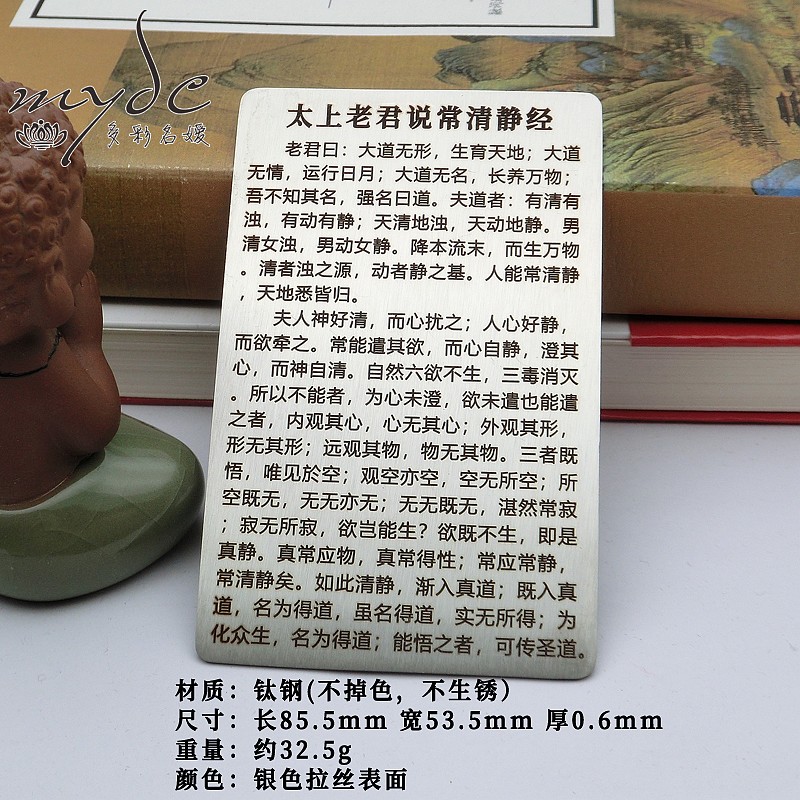 myde
多彩名媛
太上老君说常清静经
老君曰：大道无形，生育天地；大道
无情，运行日月；大道无名，长养万物；
吾不知其名，强名曰道。夫道者：有清有
浊，有动有静；天清地浊，天动地静。男
清女浊，男动女静。降本流末，而生万物
。清者浊之源，动者静之基。人能常清静
，天地悉皆归。
夫人神好清，而心扰之；人心好静，
而欲牵之。常能遣其欲，而心自静，澄其
心，而神自清。自然六欲不生，三毒消灭
。所以不能者，为心未澄，欲未遣也能遣
之者，内观其心，心无其心；外观其形，
形无其形；远观其物，物无其物。三者既
悟，唯见於空；观空亦空，空无所空；所
空既无，无无亦无；无无既无，湛然常寂
；寂无所寂，欲岂能生？欲既不生，即是
真静。真常应物，真常得性；常应常静，
常清静矣。如此清静，渐入真道；既入真
道，名为得道，虽名得道，实无所得；为
化众生，名为得道；能悟之者，可传圣道。
材质：钛钢(不掉色，不生锈)
尺寸：长85.5mm 宽53.5mm 厚0.6mm
重量：约32.5g
颜色：银色拉丝表面